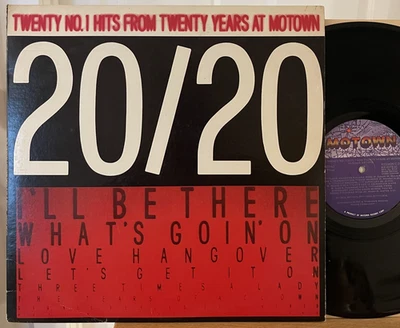 TWENTY NO.1 HITS FROM TWENTY YEARS AT MOTOWN
20/20
I'LL BE THERE
WHAT'S GOIN' ON
LOVE HANGOVER
LET'S GET IT ON
THREE TIMES A LADY
MOTOWN